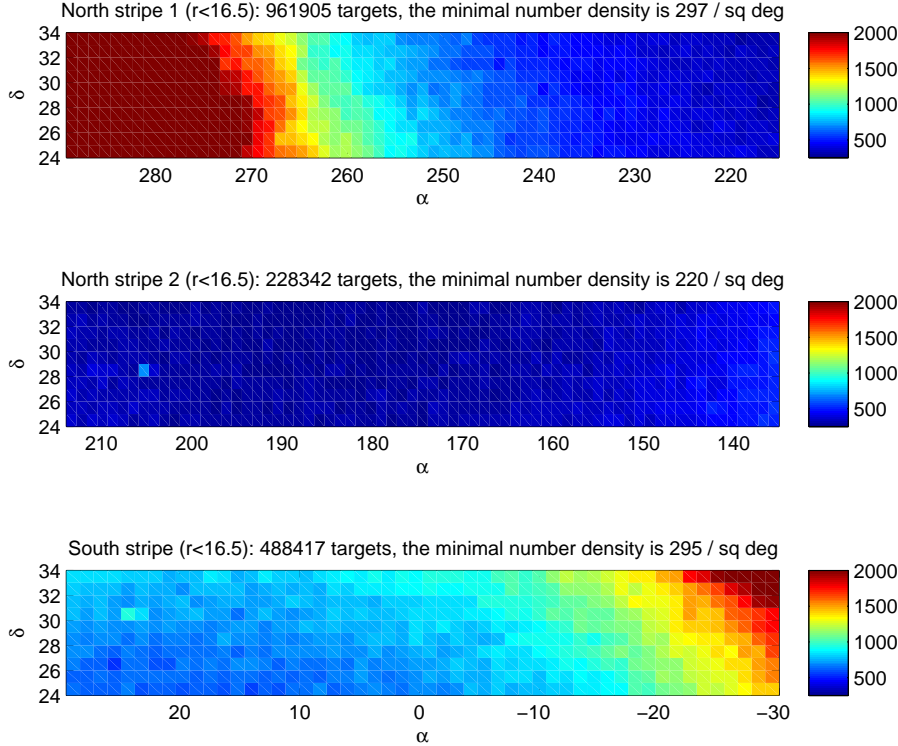 North stripe 1 (r<16.5): 961905 targets, the minimal number density is 297 / sq deg
34
32
30
28
26
24
δ
280 270 260 250 240 230 220
α
2000
1500
1000
500
North stripe 2 (r<16.5): 228342 targets, the minimal number density is 220 / sq deg
34
32
30
28
26
24
δ
210 200 190 180 170 160 150 140
α
2000
1500
1000
500
South stripe (r<16.5): 488417 targets, the minimal number density is 295 / sq deg
34
32
30
28
26
24
δ
20 10 0 −10 −20 −30
α
2000
1500
1000
500